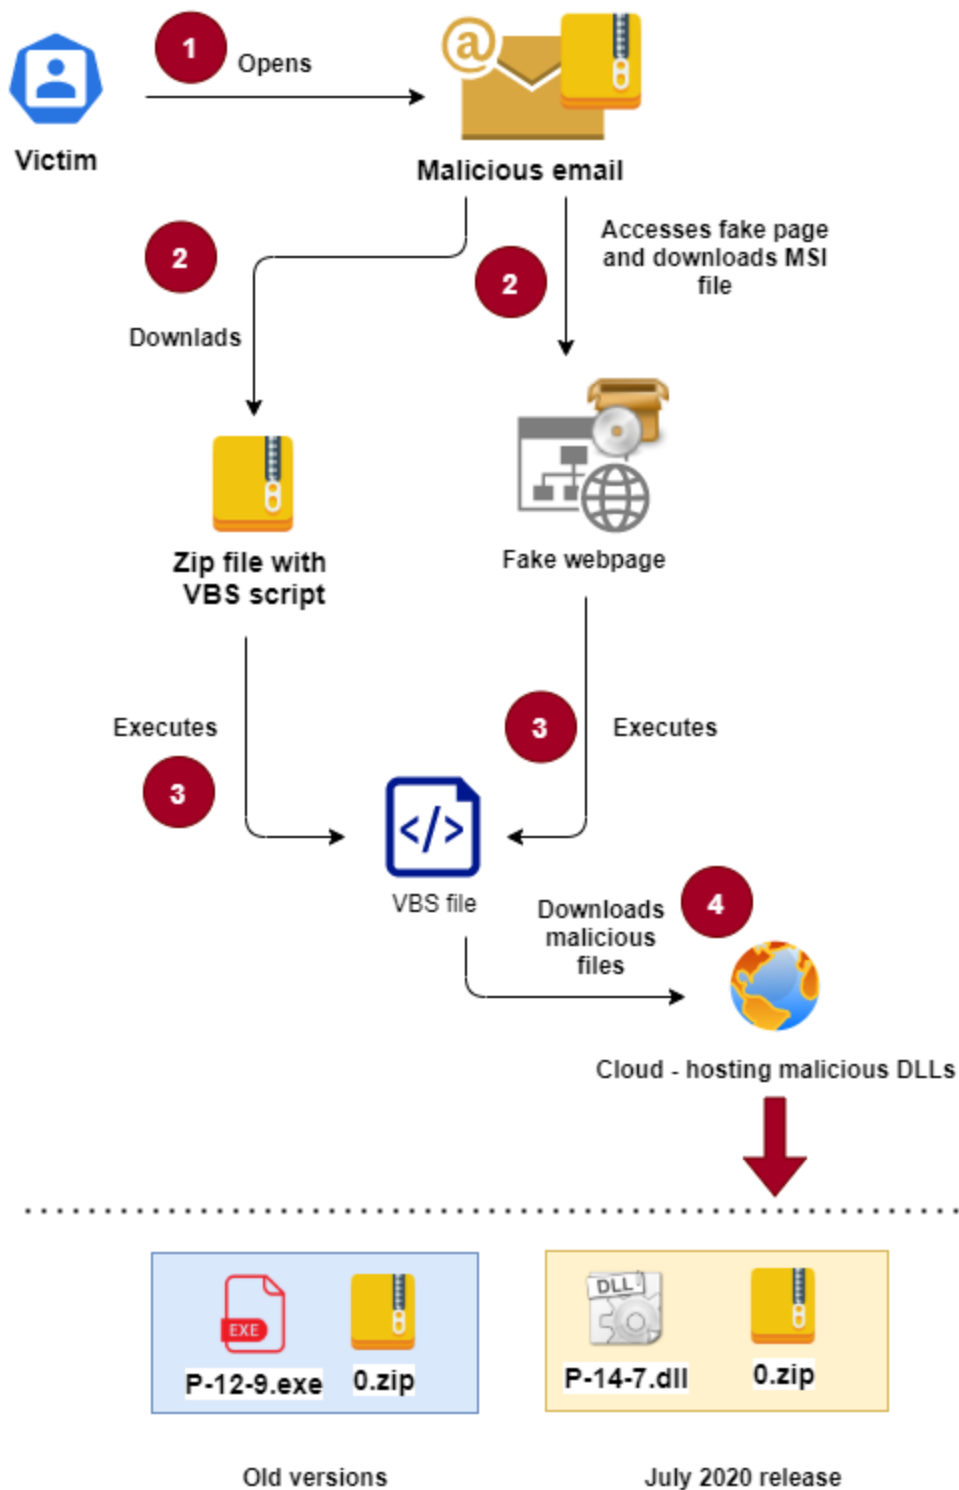 1
Opens
@
Victim
Malicious email
2
Downlads
2
Accesses fake page
and downloads MSI
file
Zip file with
VBS script
Fake webpage
Executes
3
3
Executes
</>
VBS file
Downloads
malicious
files
4
Cloud - hosting malicious DLLs
EXE
P-12-9.exe
0.zip
DLL
P-14-7.dll
0.zip
Old versions
July 2020 release